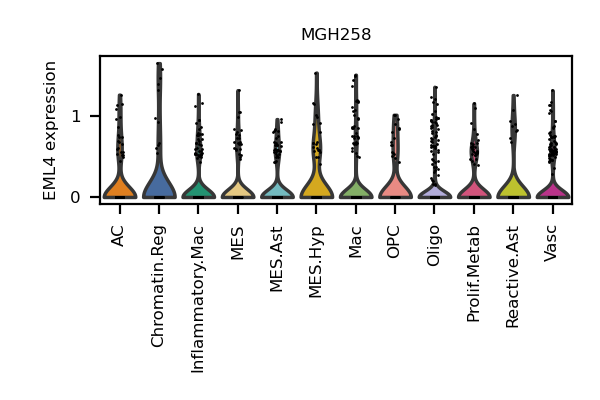 MGH258
EML4 expression
1
0
AC
Chromatin.Reg
Inflammatory.Mac
MES
MES.Ast
MES.Hyp
Mac
OPC
Oligo
Prolif.Metab
Reactive.Ast
Vasc